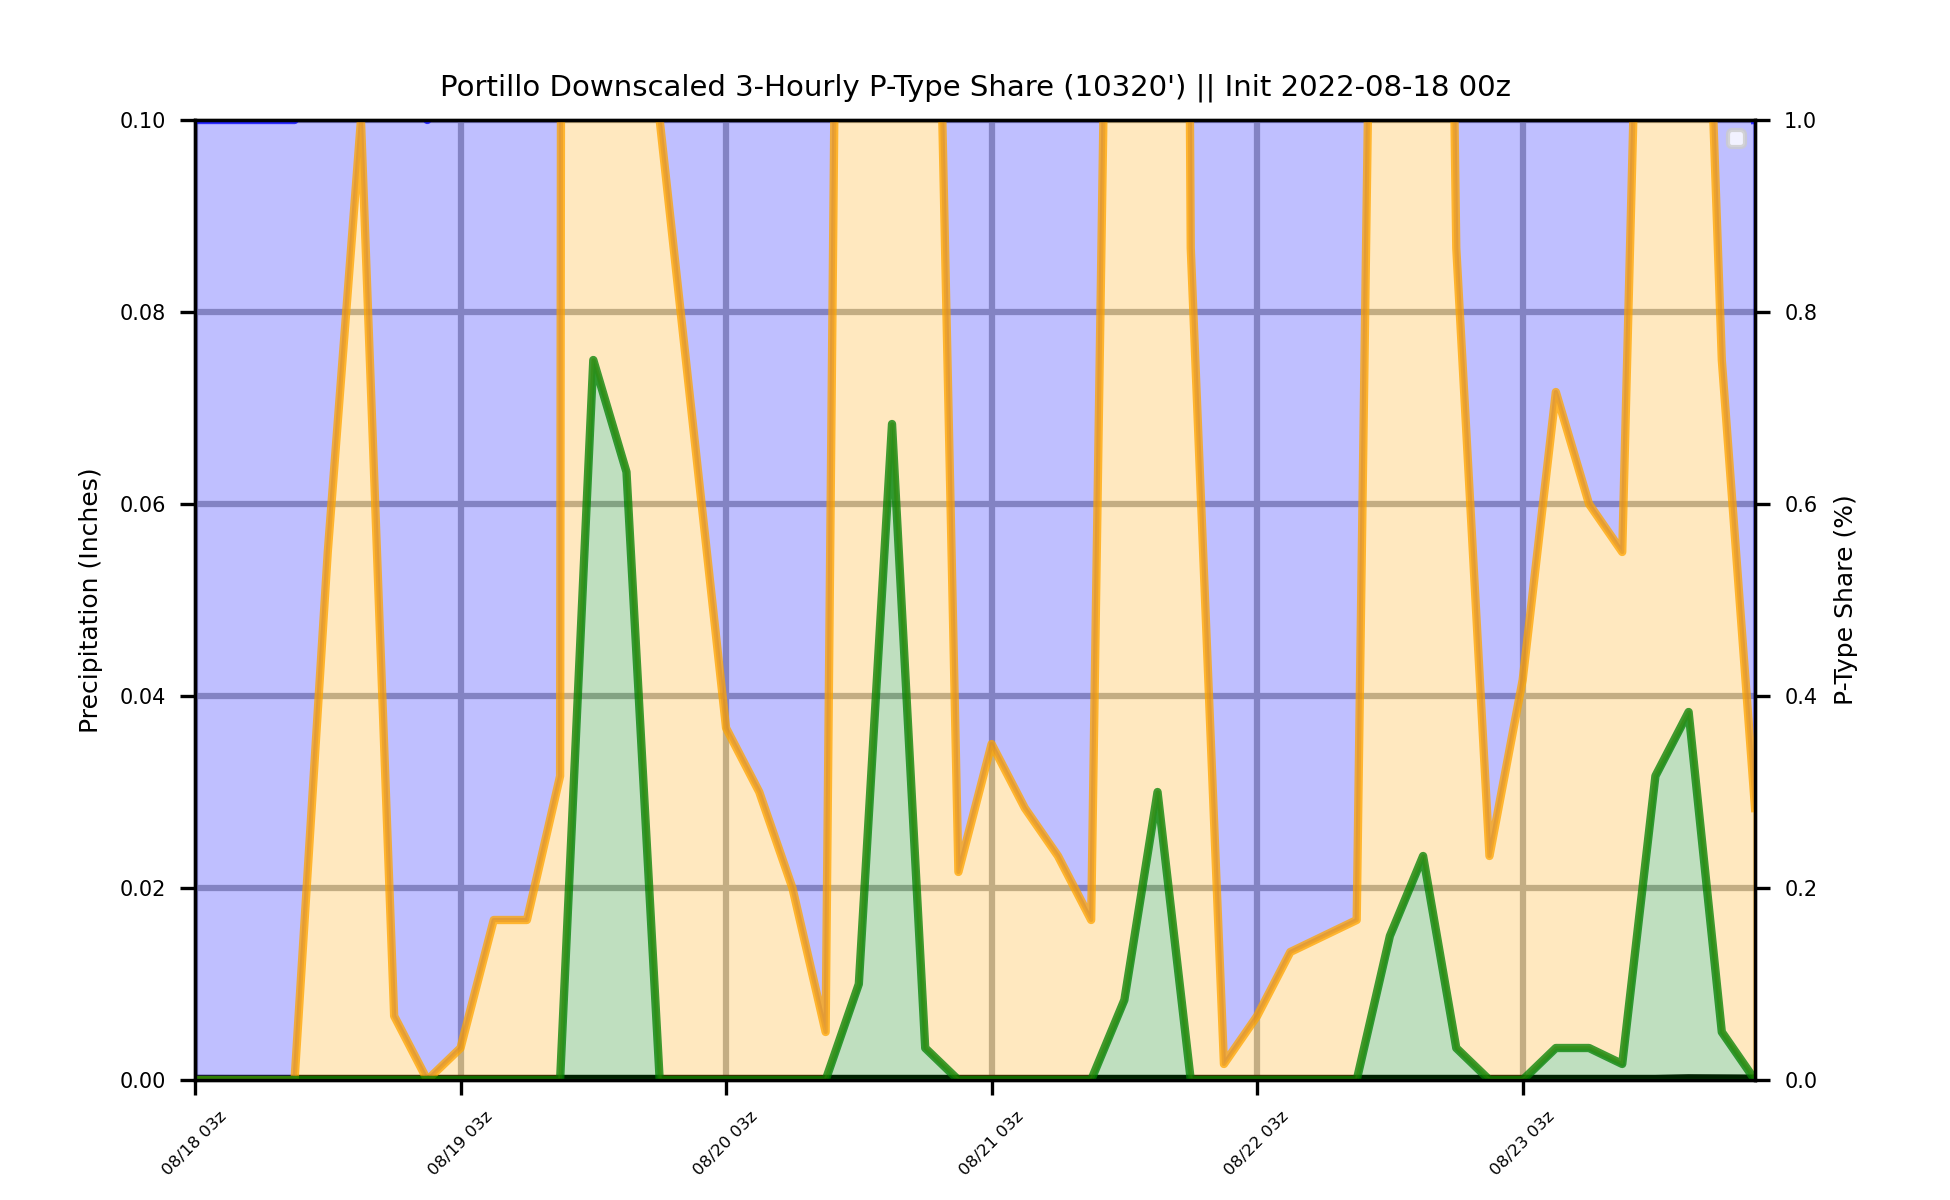 Portillo Downscaled 3-Hourly P-Type Share (10320') || Init 2022-08-18 00z
Precipitation (Inches)
0.10
0.08
0.06
0.04
0.02
0.00
1.0
0.8
0.6
0.4
0.2
0.0
P-Type Share (%)
08/18 03z
08/19 03z
08/20 03z
08/21 03z
08/22 03z
08/23 03z